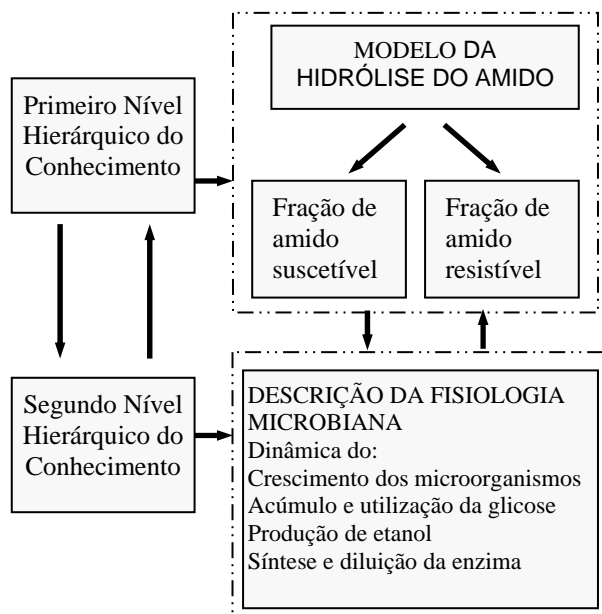 MODELO DA
HIDRÓLISE DO AMIDO
Primeiro Nível
Hierárquico do
Conhecimento
Fração de
amido
suscetível
Fração de
amido
resistível
Segundo Nível
Hierárquico do
Conhecimento
DESCRIÇÃO DA FISIOLOGIA
MICROBIANA
Dinâmica do:
Crescimento dos microorganismos
Acúmulo e utilização da glicose
Produção de etanol
Síntese e diluição da enzima